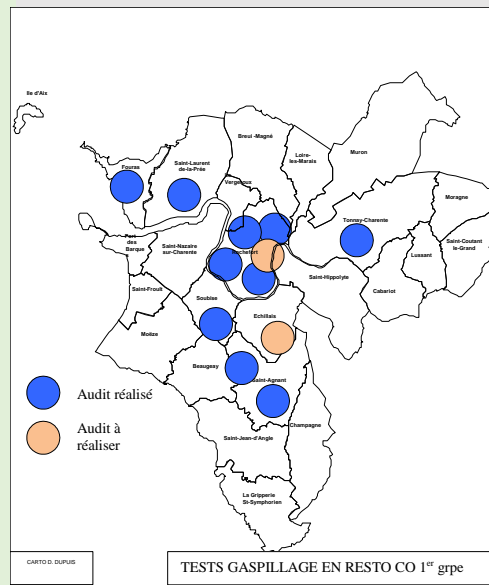 Ile d'Aix
Breui -Magné
Loire-
les-Marais
Muron
Saint-Laurent
de-la-Prée
Fouras
Vergeroux
Moragne
Tonnay-Charente
Port
des
Barque
Saint-Nazaire
sur-Charente
Rochefort
Saint-Coutant
le-Grand
Lussant
Saint-Hippolyte
Cabariot
Saint-Froult
Soubise
Echillais
Moëze
Beaugeay
Saint-Agnant
Audit réalisé
Champagne
Audit à
réaliser
Saint-Jean-d'Angle
La Gripperie
St-Symphorien
CARTO D. DUPUIS
TESTS GASPILLAGE EN RESTO CO 1er grpe